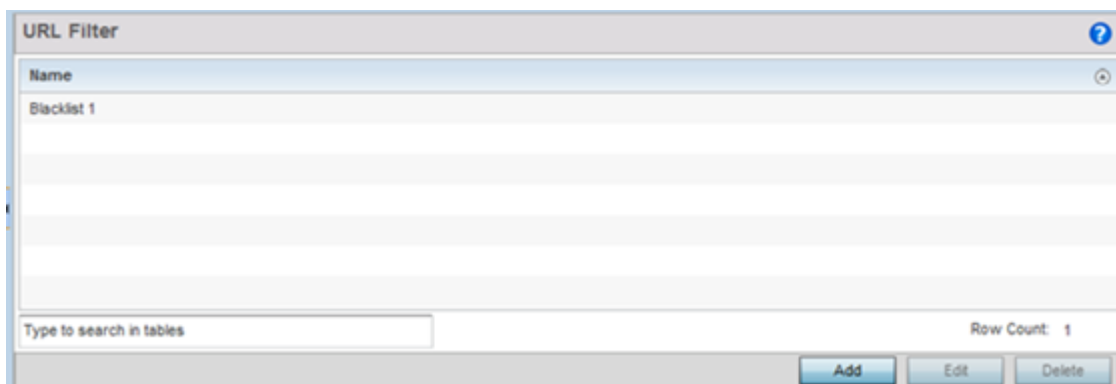 URL Filter
?
Name
Blacklist 1
Type to search in tables
Row Count: 1
Add Edit Delete